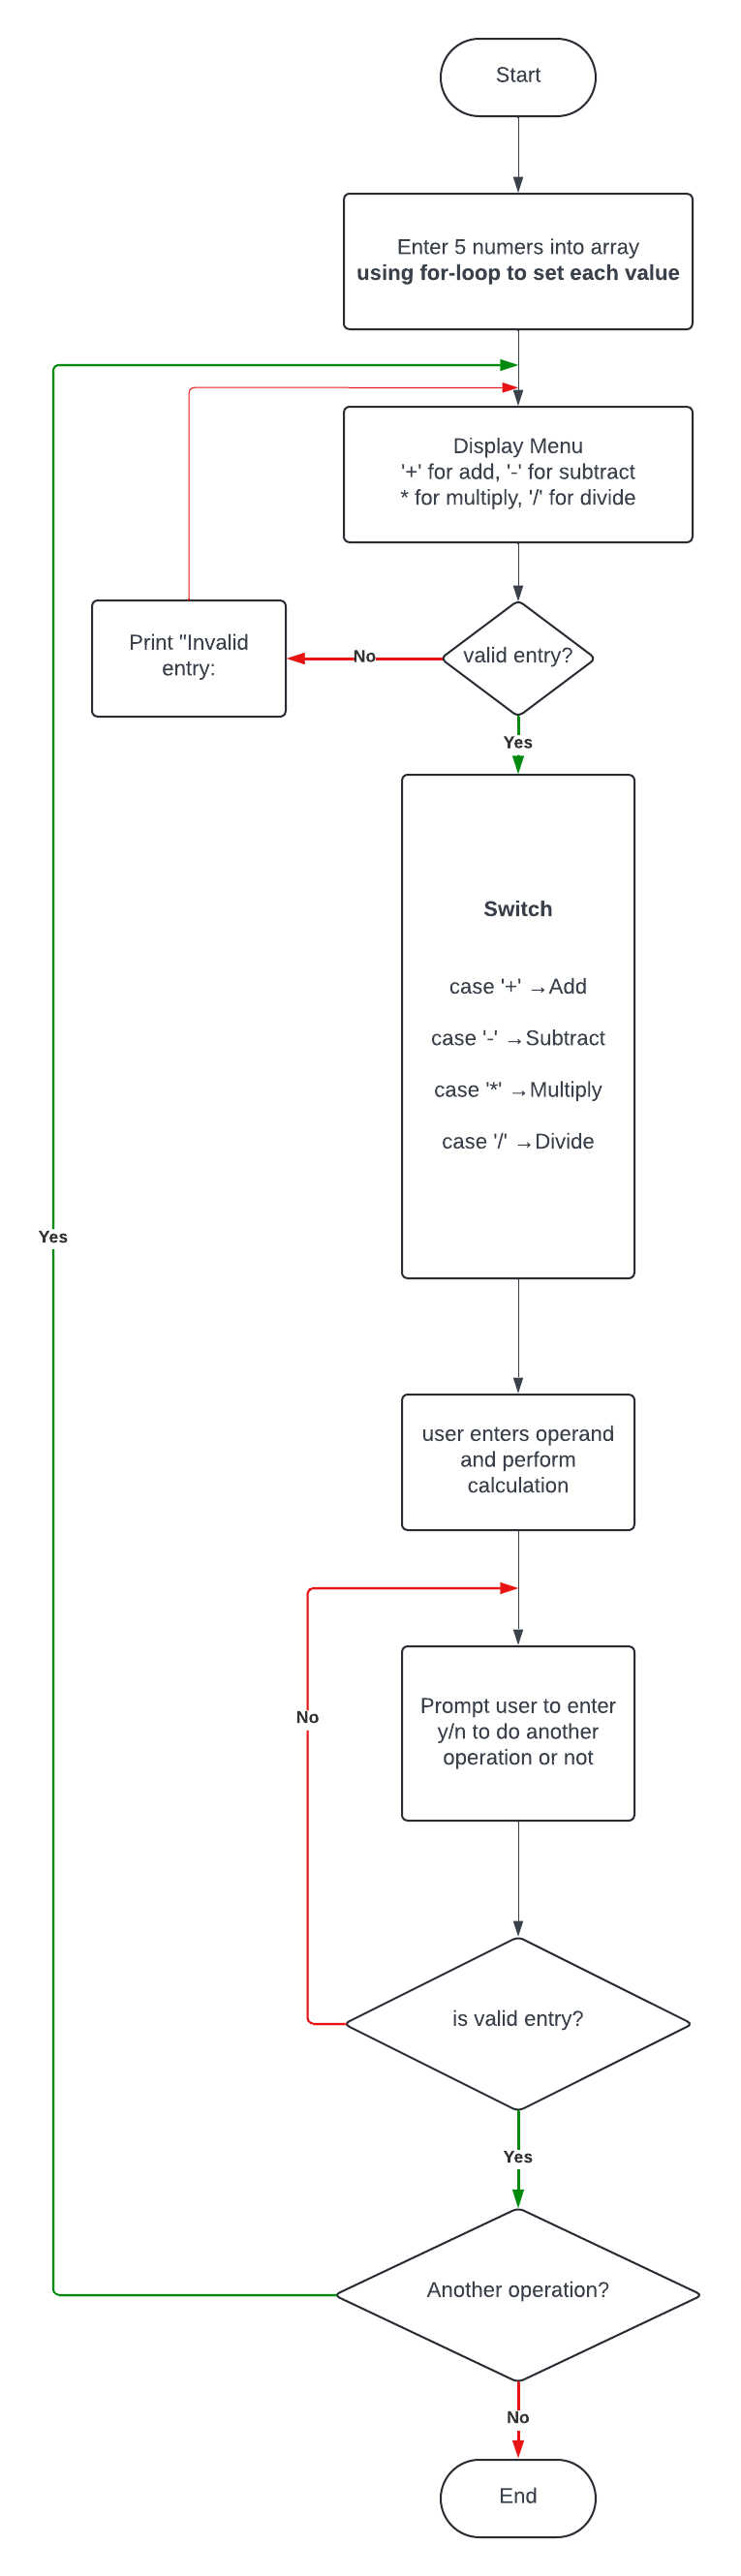 Start
Enter 5 numers into array
using for-loop to set each value
Display Menu
'+' for add, '-' for subtract
* for multiply, '/' for divide
Print "Invalid
entry:
No
valid entry?
Yes
Switch
case '+' →Add
case '-' →Subtract
case '*' →Multiply
case '/' →Divide
Yes
user enters operand
and perform
calculation
No
Prompt user to enter
y/n to do another
operation or not
is valid entry?
Yes
Another operation?
No
End